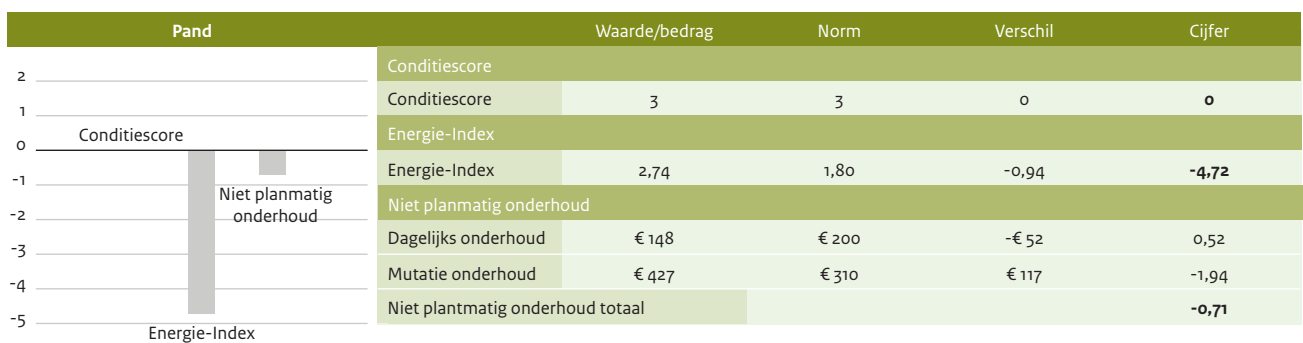 Pand Waarde/bedrag Norm Verschil Cijfer
2
1
0
-1
-2
-3
-4
-5
Conditiescore
Niet planmatig
onderhoud
Energie-Index
Conditiescore
Conditiescore 3 3 0 0
Energie-Index
Energie-Index 2,74 1,80 -0,94 -4,72
Niet planmatig onderhoud
Dagelijks onderhoud € 148 € 200 -€ 52 0,52
Mutatie onderhoud € 427 € 310 € 117 -1,94
Niet plantmatig onderhoud totaal -0,71